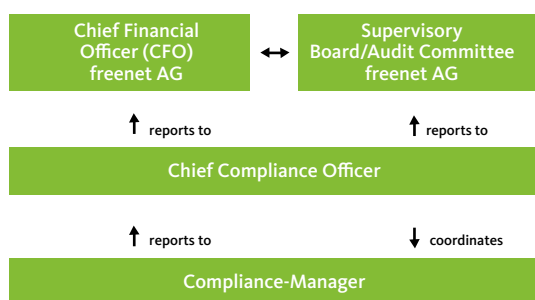 Chief Financial
Officer (CFO)
freenet AG
Supervisory
Board/Audit Committee
freenet AG
reports to
reports to
Chief Compliance Officer
reports to
coordinates
Compliance-Manager